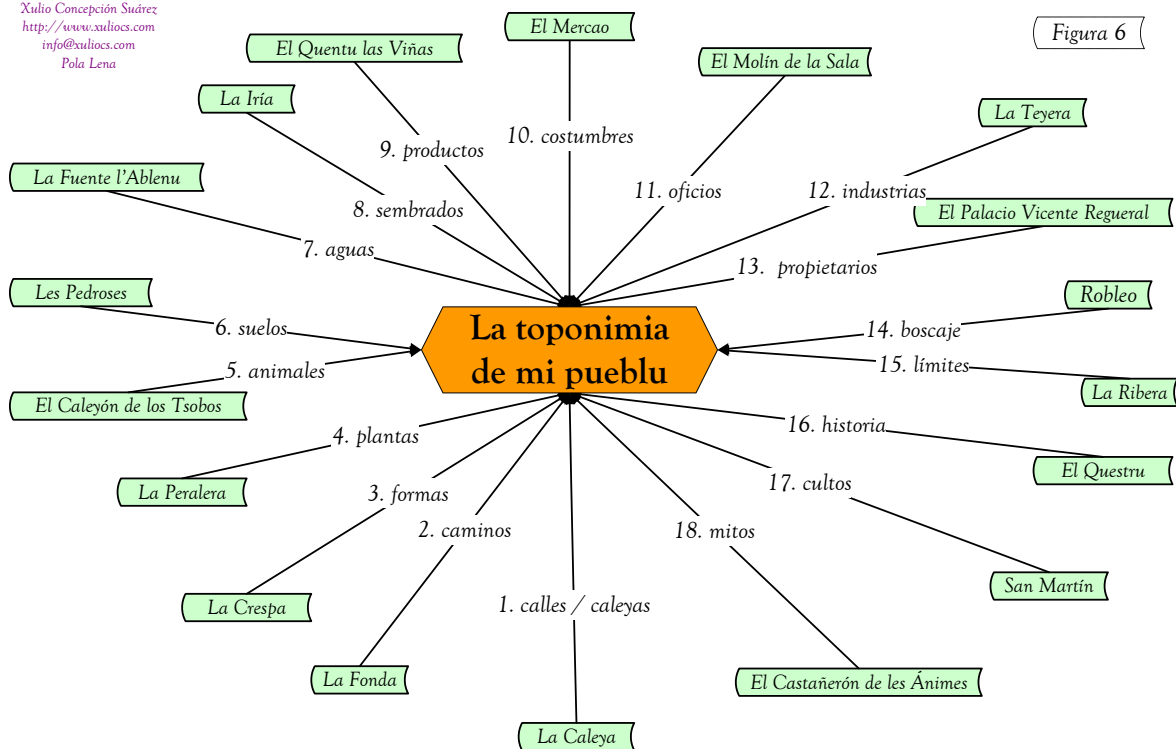 Xulio Concepción Suárez
http://www.xuliocs.com
info@xuliocs.com
Pola Lena
Figura 6
La toponimia
de mi pueblu
1. calles / caleyas
La Caleya
2. caminos
La Fonda
3. formas
La Crespa
4. plantas
La Peralera
5. animales
El Caleyón de los Tsobos
6. suelos
Les Pedroses
7. aguas
La Fuente l'Ablenu
8. sembrados
La Iría
9. productos
El Quentu las Viñas
10. costumbres
El Mercao
11. oficios
El Molín de la Sala
12. industrias
La Teyera
13. propietarios
El Palacio Vicente Regueral
14. boscaje
Robleo
15. límites
La Ribera
16. historia
El Questru
17. cultos
San Martín
18. mitos
El Castañerón de les Ánimes